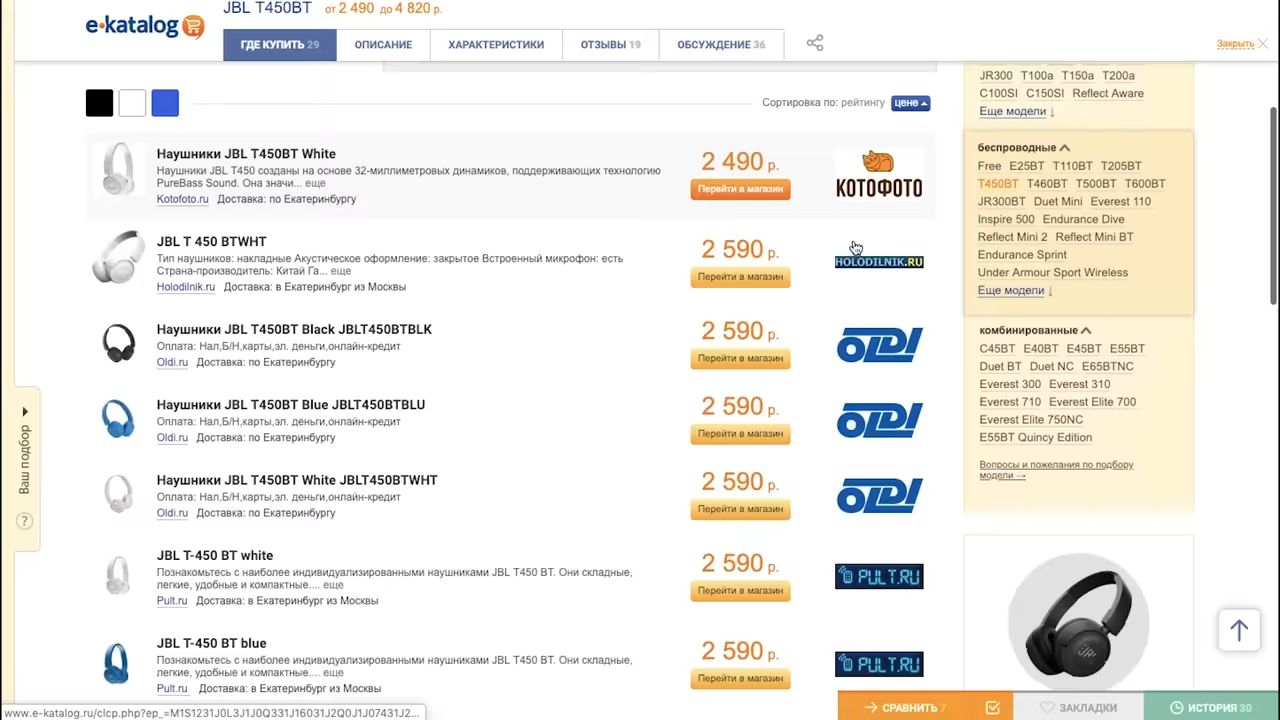 JBL T450BT от 2 490 до 4 820 р.
e-katalog
ГДЕ КУПИТЬ 29
ОПИСАНИЕ
ХАРАКТЕРИСТИКИ
ОТЗЫВЫ 19
ОБСУЖДЕНИЕ 36
Закрыть
Сортировка по: рейтингу цене
Наушники JBL T450BT White
Наушники JBL T450 созданы на основе 32-миллиметровых динамиков, поддерживающих технологию
PureBass Sound. Она значи... еще
Kotofoto.ru Доставка: по Екатеринбургу
2 490 р.
Перейти в магазин
КОТОФОТО
JBL T 450 BTWHT
Тип наушников: накладные Акустическое оформление: закрытое Встроенный микрофон: есть
Страна-производитель: Китай Га... еще
Holodilnik.ru Доставка: в Екатеринбург из Москвы
2 590 р.
Перейти в магазин
HOLODILNIK.RU
Наушники JBL T450BT Black JBLT450BTBLK
Оплата: Нал,Б/Н,карты,эл. деньги,онлайн-кредит
Oldi.ru Доставка: по Екатеринбургу
2 590 р.
Перейти в магазин
OLDI
Наушники JBL T450BT Blue JBLT450BTBLU
Оплата: Нал,Б/Н,карты,эл. деньги,онлайн-кредит
Oldi.ru Доставка: по Екатеринбургу
2 590 р.
Перейти в магазин
OLDI
Наушники JBL T450BT White JBLT450BTWHT
Оплата: Нал,Б/Н,карты,эл. деньги,онлайн-кредит
Oldi.ru Доставка: по Екатеринбургу
2 590 р.
Перейти в магазин
OLDI
JBL T-450 BT white
Познакомьтесь с наиболее индивидуализированными наушниками JBL T450 BT. Они складные,
легкие, удобные и компактные.... еще
Pult.ru Доставка: в Екатеринбург из Москвы
2 590 р.
Перейти в магазин
PULT.RU
JBL T-450 BT blue
Познакомьтесь с наиболее индивидуализированными наушниками JBL T450 BT. Они складные,
легкие, удобные и компактные.... еще
Pult.ru Доставка: в Екатеринбург из Москвы
2 590 р.
Перейти в магазин
PULT.RU
JR300 T100a T150a T200a
C100SI C150SI Reflect Aware
Еще модели ↓
беспроводные
Free E25BT T110BT T205BT
T450BT T460BT T500BT T600BT
JR300BT Duet Mini Everest 110
Inspire 500 Endurance Dive
Reflect Mini 2 Reflect Mini BT
Endurance Sprint
Under Armour Sport Wireless
Еще модели ↓
комбинированные
C45BT E40BT E45BT E55BT
Duet BT Duet NC E65BTNC
Everest 300 Everest 310
Everest 710 Everest Elite 700
Everest Elite 750NC
E55BT Quincy Edition
Вопросы и пожелания по подбору
модели →
JBL
Ваш подбор
?
www.e-katalog.ru/clcp.php?ep_=M1S1231J0L3J1J0Q331J16031J2Q0J1J07431J2...
СРАВНИТЬ 7
ЗАКЛАДКИ
ИСТОРИЯ 30